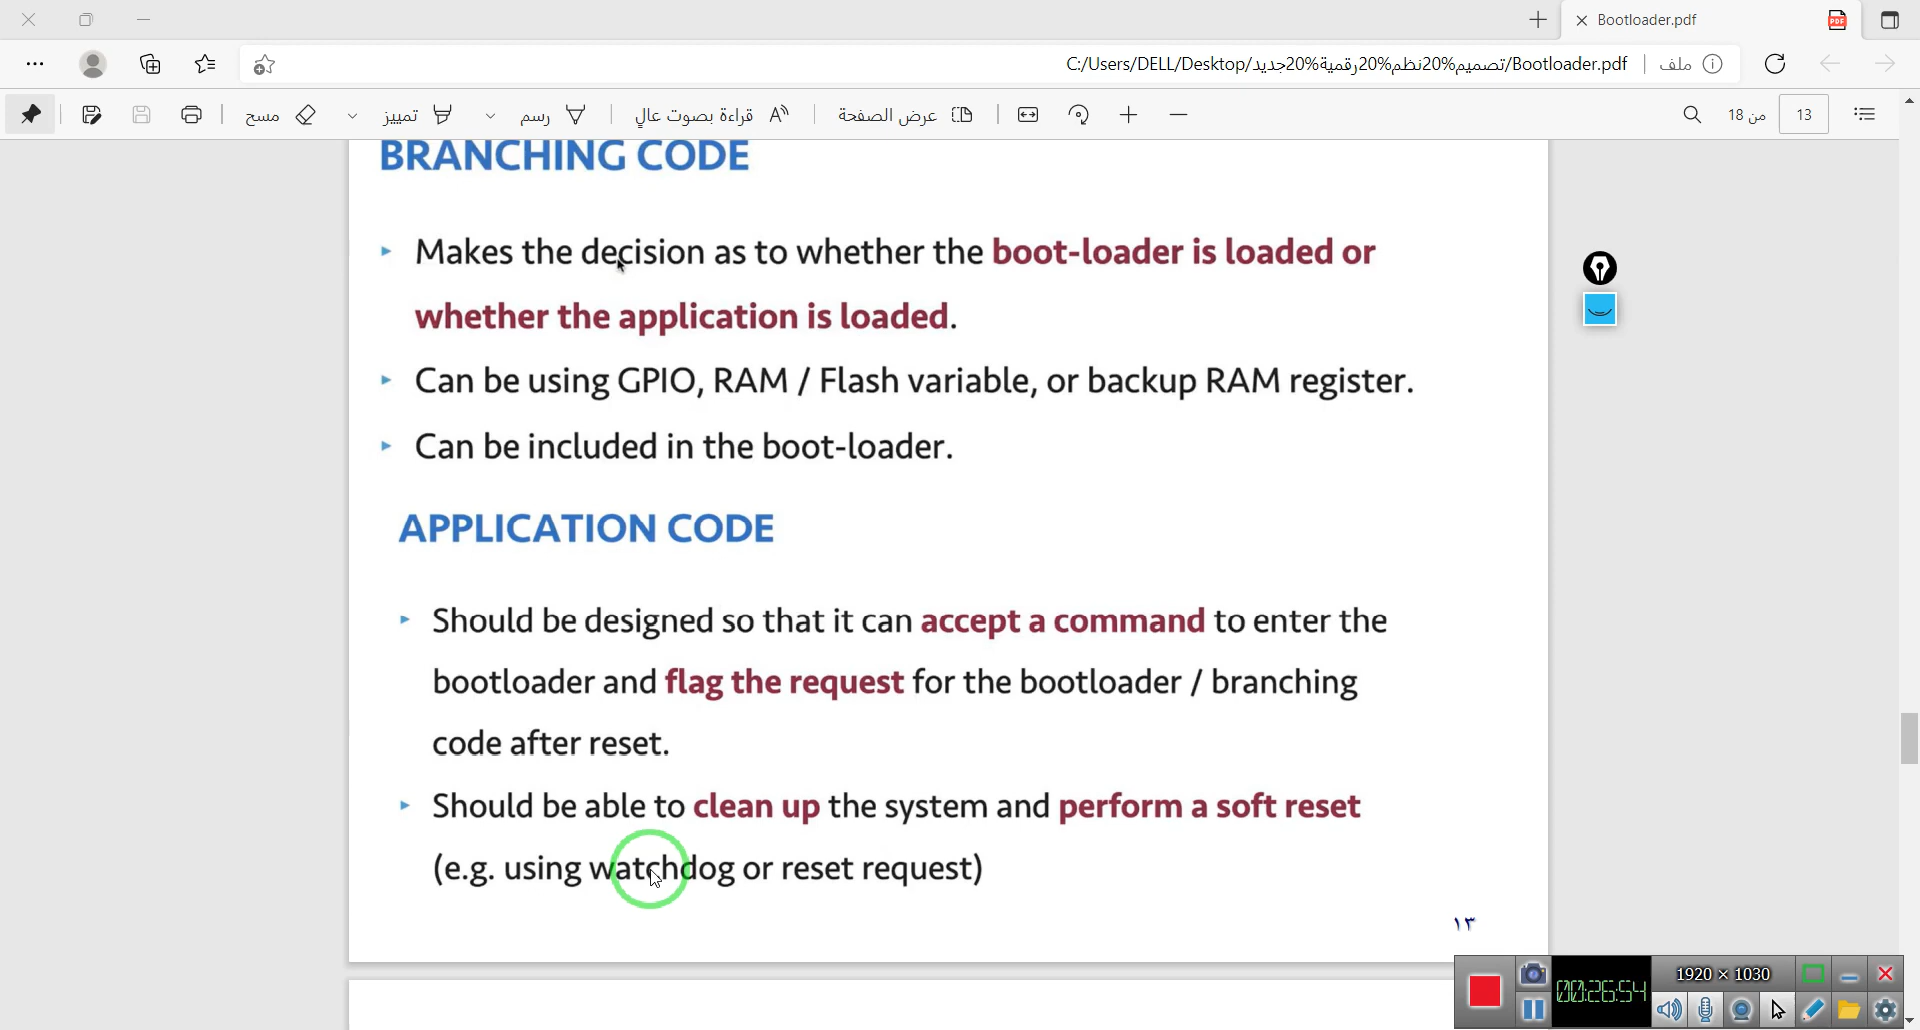 Bootloader.pdf
PDF
ملف
C:/Users/DELL/Desktop/تصميم%20نظم%20رقمية%20جديد/Bootloader.pdf
13 من 18
عرض الصفحة
قراءة بصوت عالٍ
رسم
تمييز
مسح
BRANCHING CODE
Makes the decision as to whether the boot-loader is loaded or
whether the application is loaded.
Can be using GPIO, RAM / Flash variable, or backup RAM register.
Can be included in the boot-loader.
APPLICATION CODE
Should be designed so that it can accept a command to enter the
bootloader and flag the request for the bootloader / branching
code after reset.
Should be able to clean up the system and perform a soft reset
(e.g. using watchdog or reset request)
١٣
1920 × 1030
00:26:54